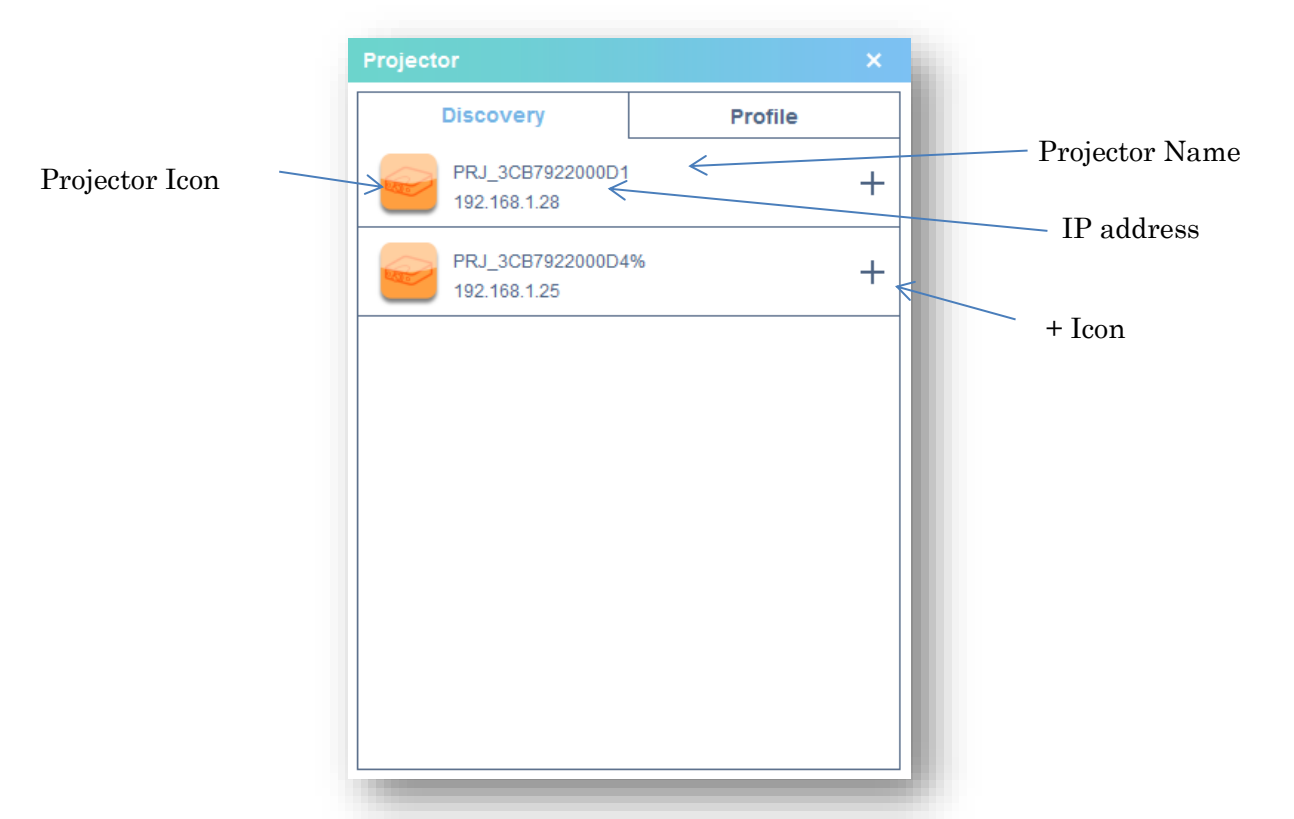 Projector ×
Discovery Profile
Projector Name
Projector Icon
PRJ_3CB7922000D1
192.168.1.28
+
IP address
PRJ_3CB7922000D4%
192.168.1.25
+
+ Icon